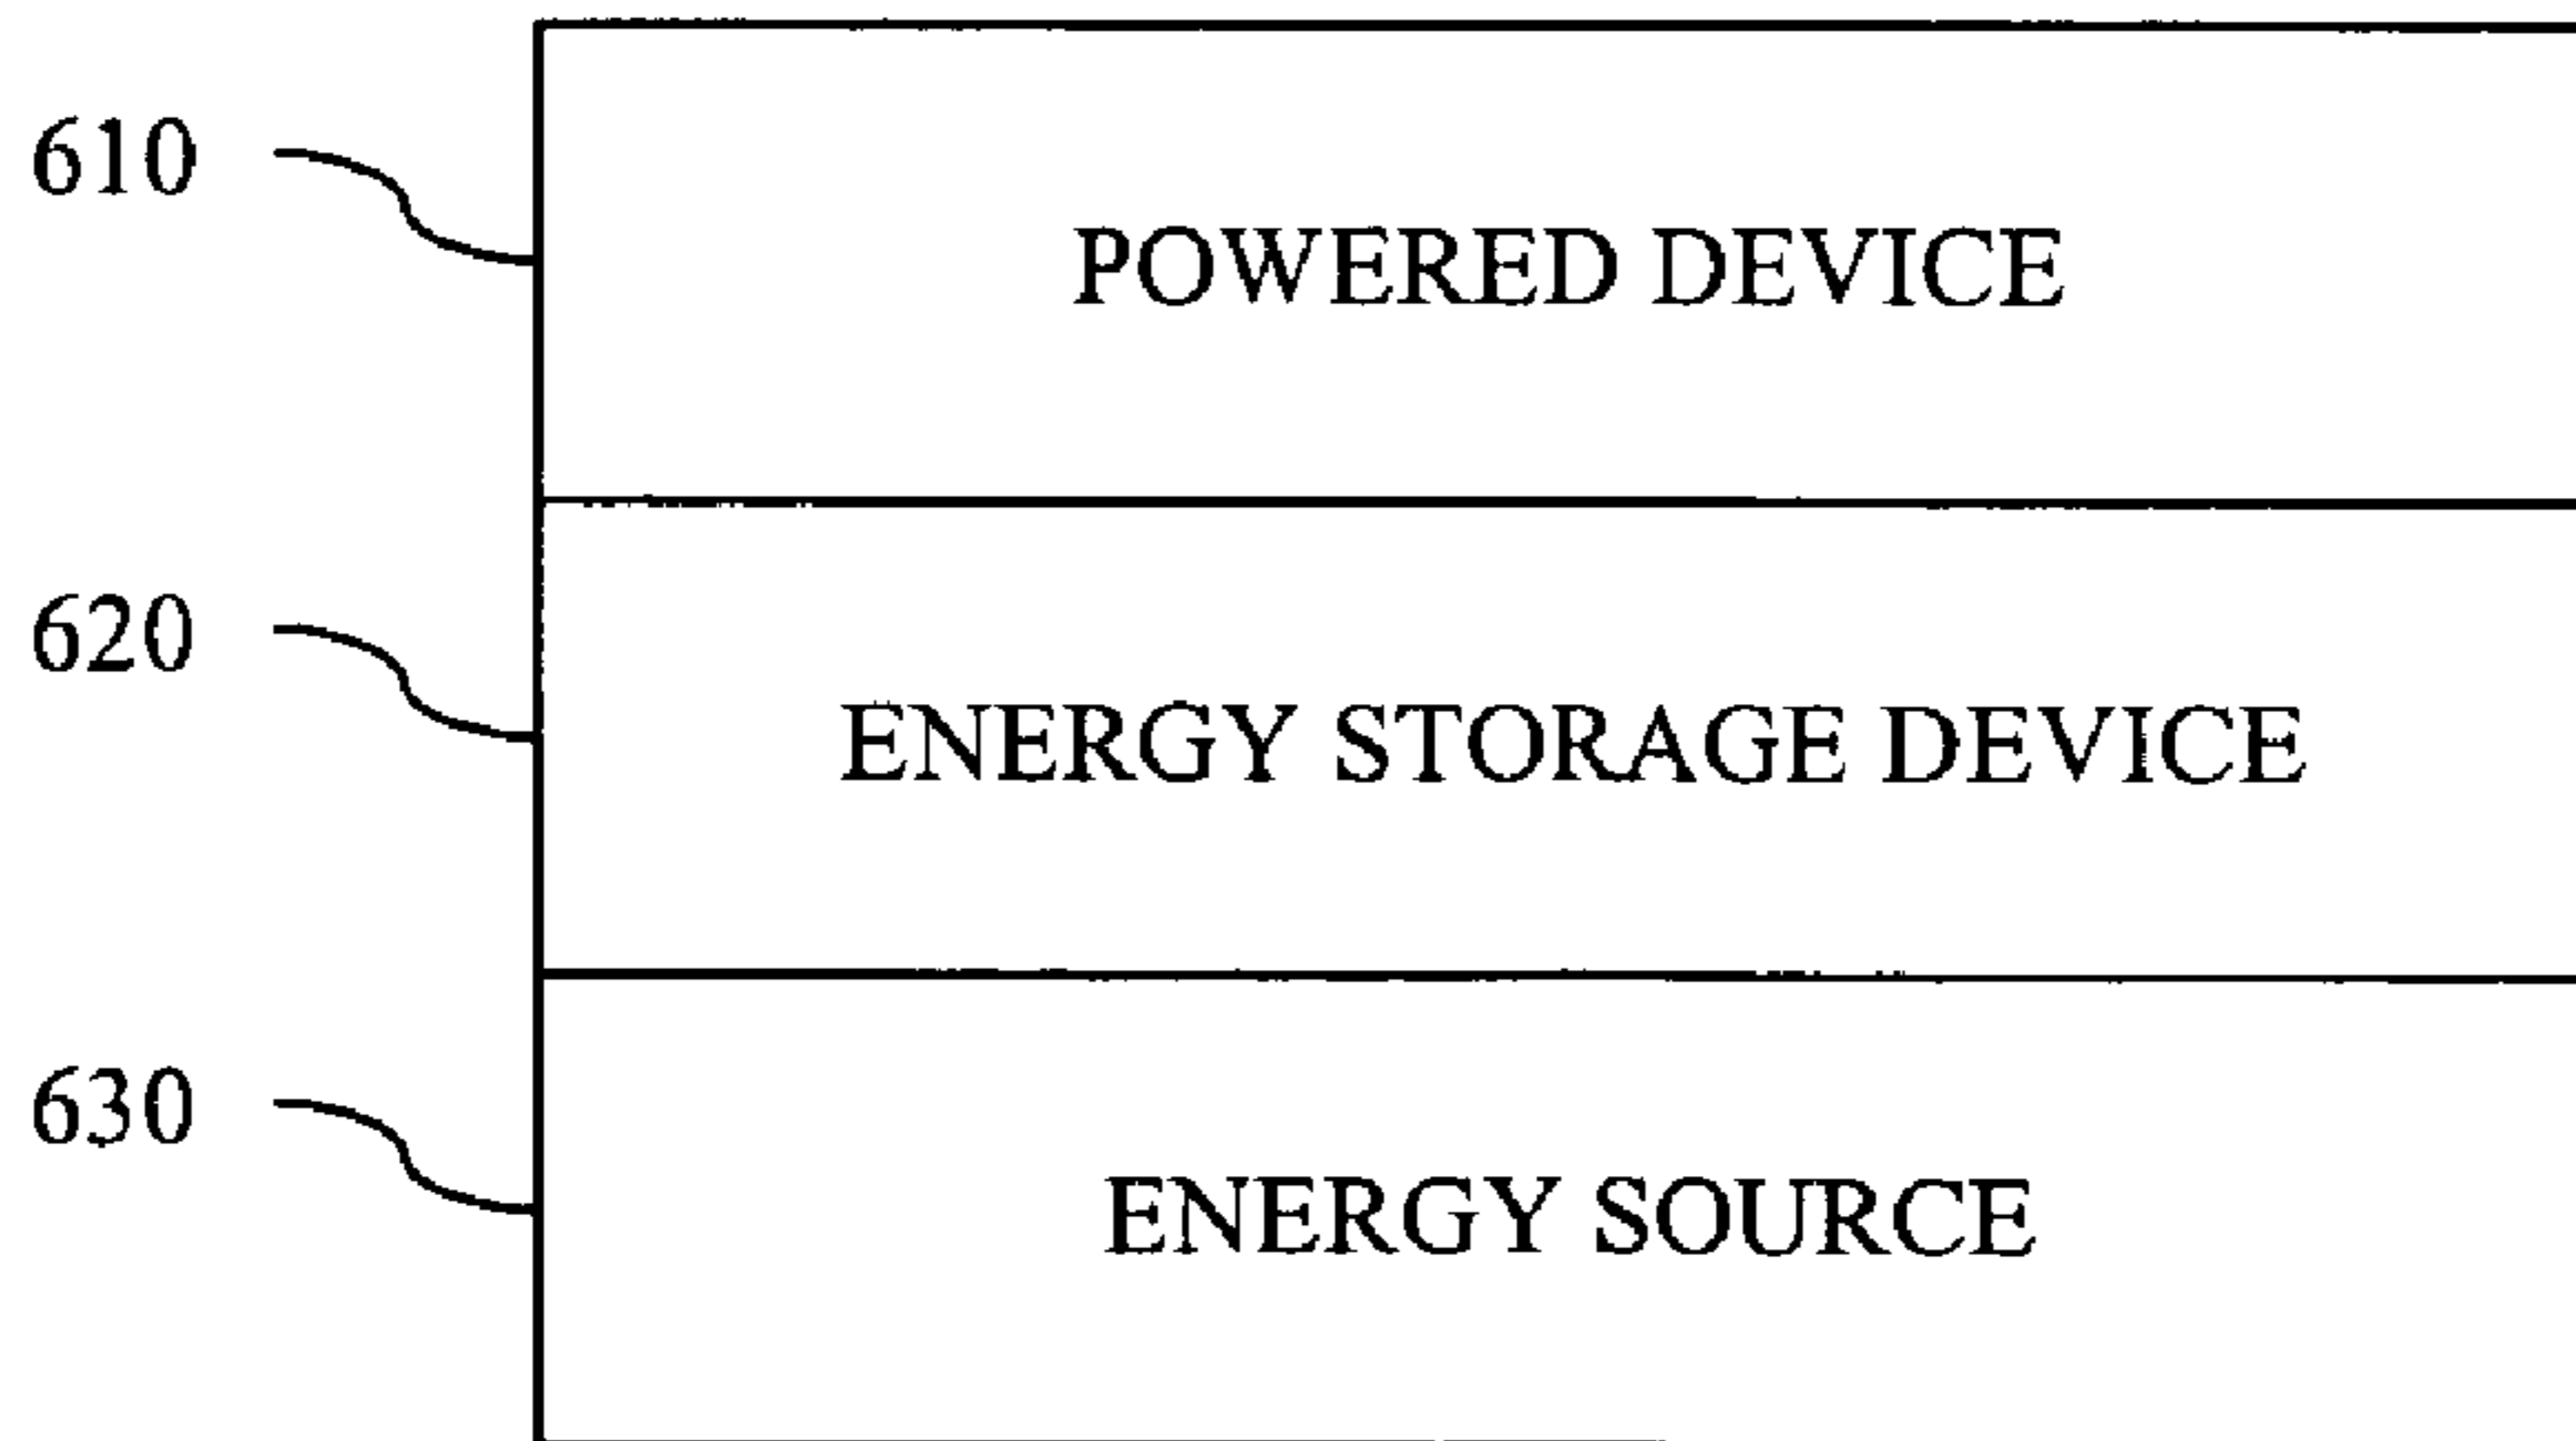 610
POWERED DEVICE
620
ENERGY STORAGE DEVICE
630
ENERGY SOURCE